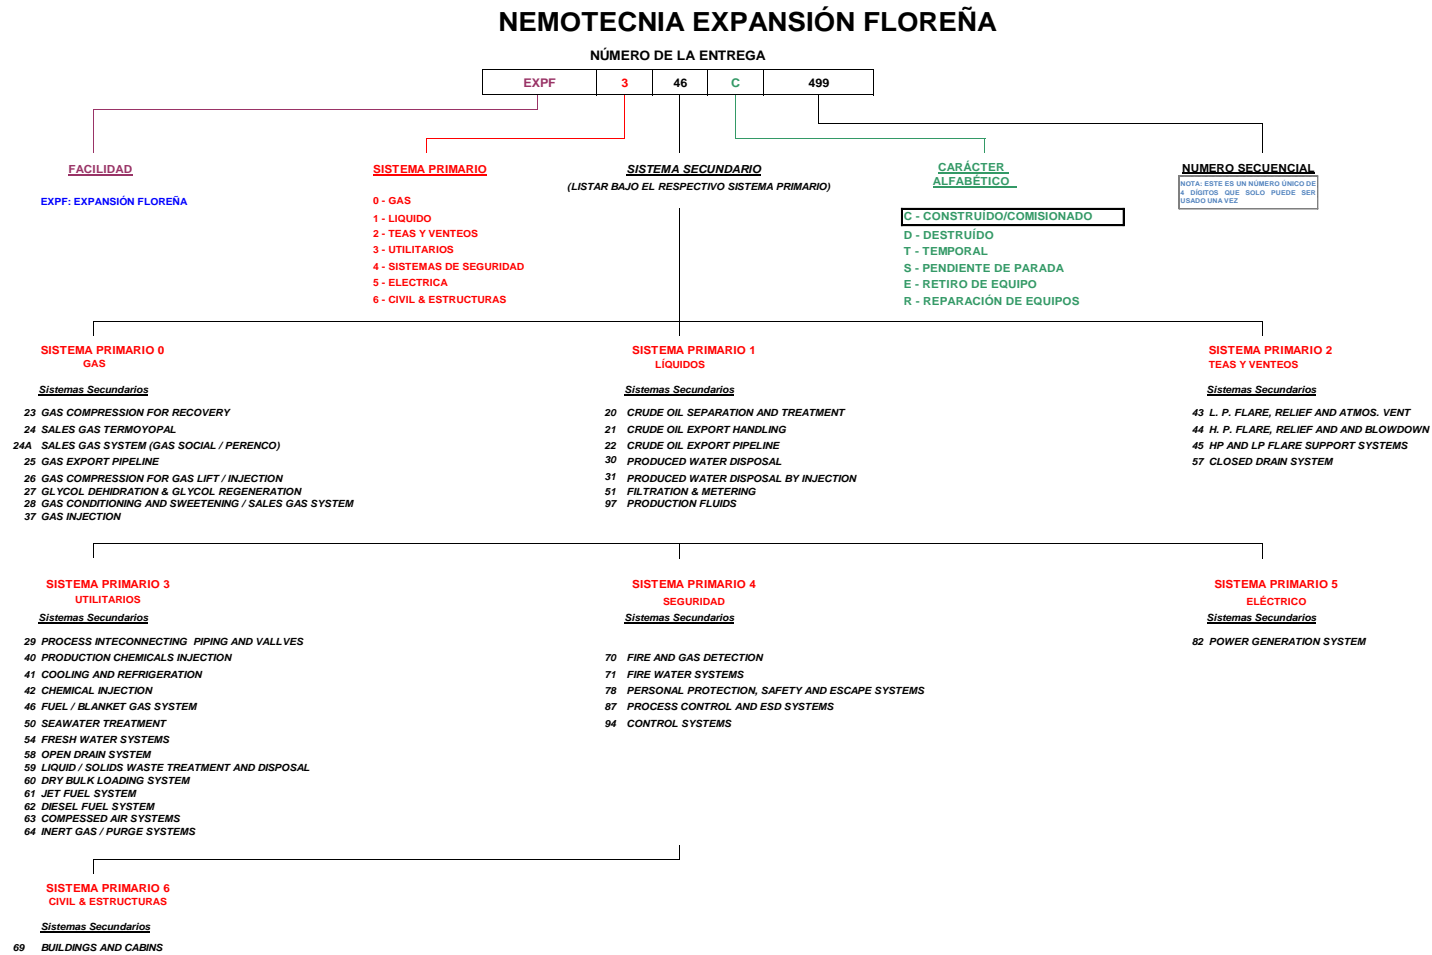 NEMOTECNIA EXPANSIÓN FLOREÑA
NÚMERO DE LA ENTREGA
EXPF 3 46 C 499
FACILIDAD
EXPF: EXPANSIÓN FLOREÑA
SISTEMA PRIMARIO
0 - GAS
1 - LIQUIDO
2 - TEAS Y VENTEOS
3 - UTILITARIOS
4 - SISTEMAS DE SEGURIDAD
5 - ELECTRICA
6 - CIVIL & ESTRUCTURAS
SISTEMA SECUNDARIO
(LISTAR BAJO EL RESPECTIVO SISTEMA PRIMARIO)
CARÁCTER
ALFABÉTICO
C - CONSTRUÍDO/COMISIONADO
D - DESTRUÍDO
T - TEMPORAL
S - PENDIENTE DE PARADA
E - RETIRO DE EQUIPO
R - REPARACIÓN DE EQUIPOS
NUMERO SECUENCIAL
NOTA: ESTE ES UN NÚMERO ÚNICO DE
4 DÍGITOS QUE SOLO PUEDE SER
USADO UNA VEZ
SISTEMA PRIMARIO 0
GAS
Sistemas Secundarios
23 GAS COMPRESSION FOR RECOVERY
24 SALES GAS TERMOYOPAL
24A SALES GAS SYSTEM (GAS SOCIAL / PERENCO)
25 GAS EXPORT PIPELINE
26 GAS COMPRESSION FOR GAS LIFT / INJECTION
27 GLYCOL DEHIDRATION & GLYCOL REGENERATION
28 GAS CONDITIONING AND SWEETENING / SALES GAS SYSTEM
37 GAS INJECTION
SISTEMA PRIMARIO 1
LÍQUIDOS
Sistemas Secundarios
20 CRUDE OIL SEPARATION AND TREATMENT
21 CRUDE OIL EXPORT HANDLING
22 CRUDE OIL EXPORT PIPELINE
30 PRODUCED WATER DISPOSAL
31 PRODUCED WATER DISPOSAL BY INJECTION
51 FILTRATION & METERING
97 PRODUCTION FLUIDS
SISTEMA PRIMARIO 2
TEAS Y VENTEOS
Sistemas Secundarios
43 L. P. FLARE, RELIEF AND ATMOS. VENT
44 H. P. FLARE, RELIEF AND AND BLOWDOWN
45 HP AND LP FLARE SUPPORT SYSTEMS
57 CLOSED DRAIN SYSTEM
SISTEMA PRIMARIO 3
UTILITARIOS
Sistemas Secundarios
29 PROCESS INTECONNECTING PIPING AND VALLVES
40 PRODUCTION CHEMICALS INJECTION
41 COOLING AND REFRIGERATION
42 CHEMICAL INJECTION
46 FUEL / BLANKET GAS SYSTEM
50 SEAWATER TREATMENT
54 FRESH WATER SYSTEMS
58 OPEN DRAIN SYSTEM
59 LIQUID / SOLIDS WASTE TREATMENT AND DISPOSAL
60 DRY BULK LOADING SYSTEM
61 JET FUEL SYSTEM
62 DIESEL FUEL SYSTEM
63 COMPESSED AIR SYSTEMS
64 INERT GAS / PURGE SYSTEMS
SISTEMA PRIMARIO 4
SEGURIDAD
Sistemas Secundarios
70 FIRE AND GAS DETECTION
71 FIRE WATER SYSTEMS
78 PERSONAL PROTECTION, SAFETY AND ESCAPE SYSTEMS
87 PROCESS CONTROL AND ESD SYSTEMS
94 CONTROL SYSTEMS
SISTEMA PRIMARIO 5
ELÉCTRICO
Sistemas Secundarios
82 POWER GENERATION SYSTEM
SISTEMA PRIMARIO 6
CIVIL & ESTRUCTURAS
Sistemas Secundarios
69 BUILDINGS AND CABINS